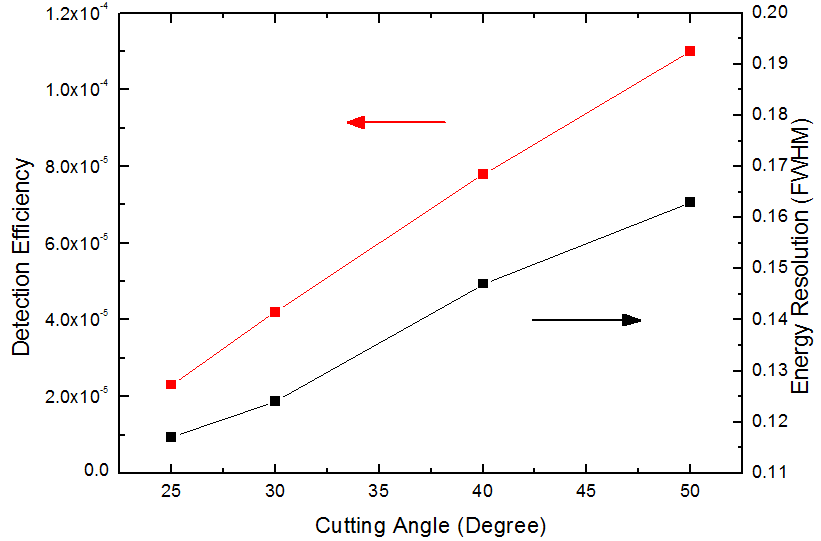 1.2x10⁻⁴
1.0x10⁻⁴
8.0x10⁻⁵
6.0x10⁻⁵
4.0x10⁻⁵
2.0x10⁻⁵
0.0
Detection Efficiency
25 30 35 40 45 50
Cutting Angle (Degree)
0.20
0.19
0.18
0.17
0.16
0.15
0.14
0.13
0.12
0.11
Energy Resolution (FWHM)